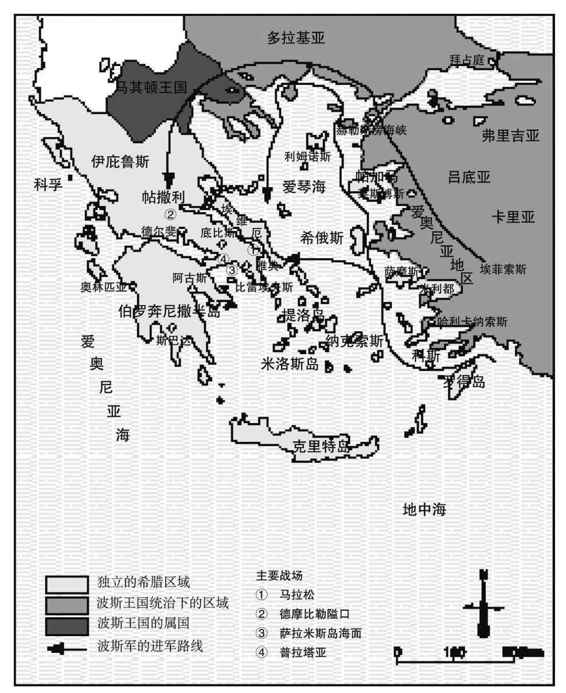 多拉基亚
拜占庭
马其顿王国
赫勒斯滂海峡
弗里吉亚
伊庇鲁斯
利姆诺斯
科孚
帖撒利
爱琴海
帕加马
吕底亚
②
德尔斐
底比斯
埃维厄
希俄斯
爱奥尼亚地区
卡里亚
①
④
③
雅典
萨摩斯
埃菲索斯
奥林匹亚
阿古斯
米利都
伯罗奔尼撒半岛
提洛岛
哈利卡纳索斯
斯巴达
纳克索斯
科斯
爱奥尼亚海
米洛斯岛
罗得岛
克里特岛
地中海
独立的希腊区域
波斯王国统治下的区域
波斯王国的属国
波斯军的进军路线
主要战场
① 马拉松
② 德摩比勒隘口
③ 萨拉米斯岛海面
④ 普拉塔亚
N
0 150